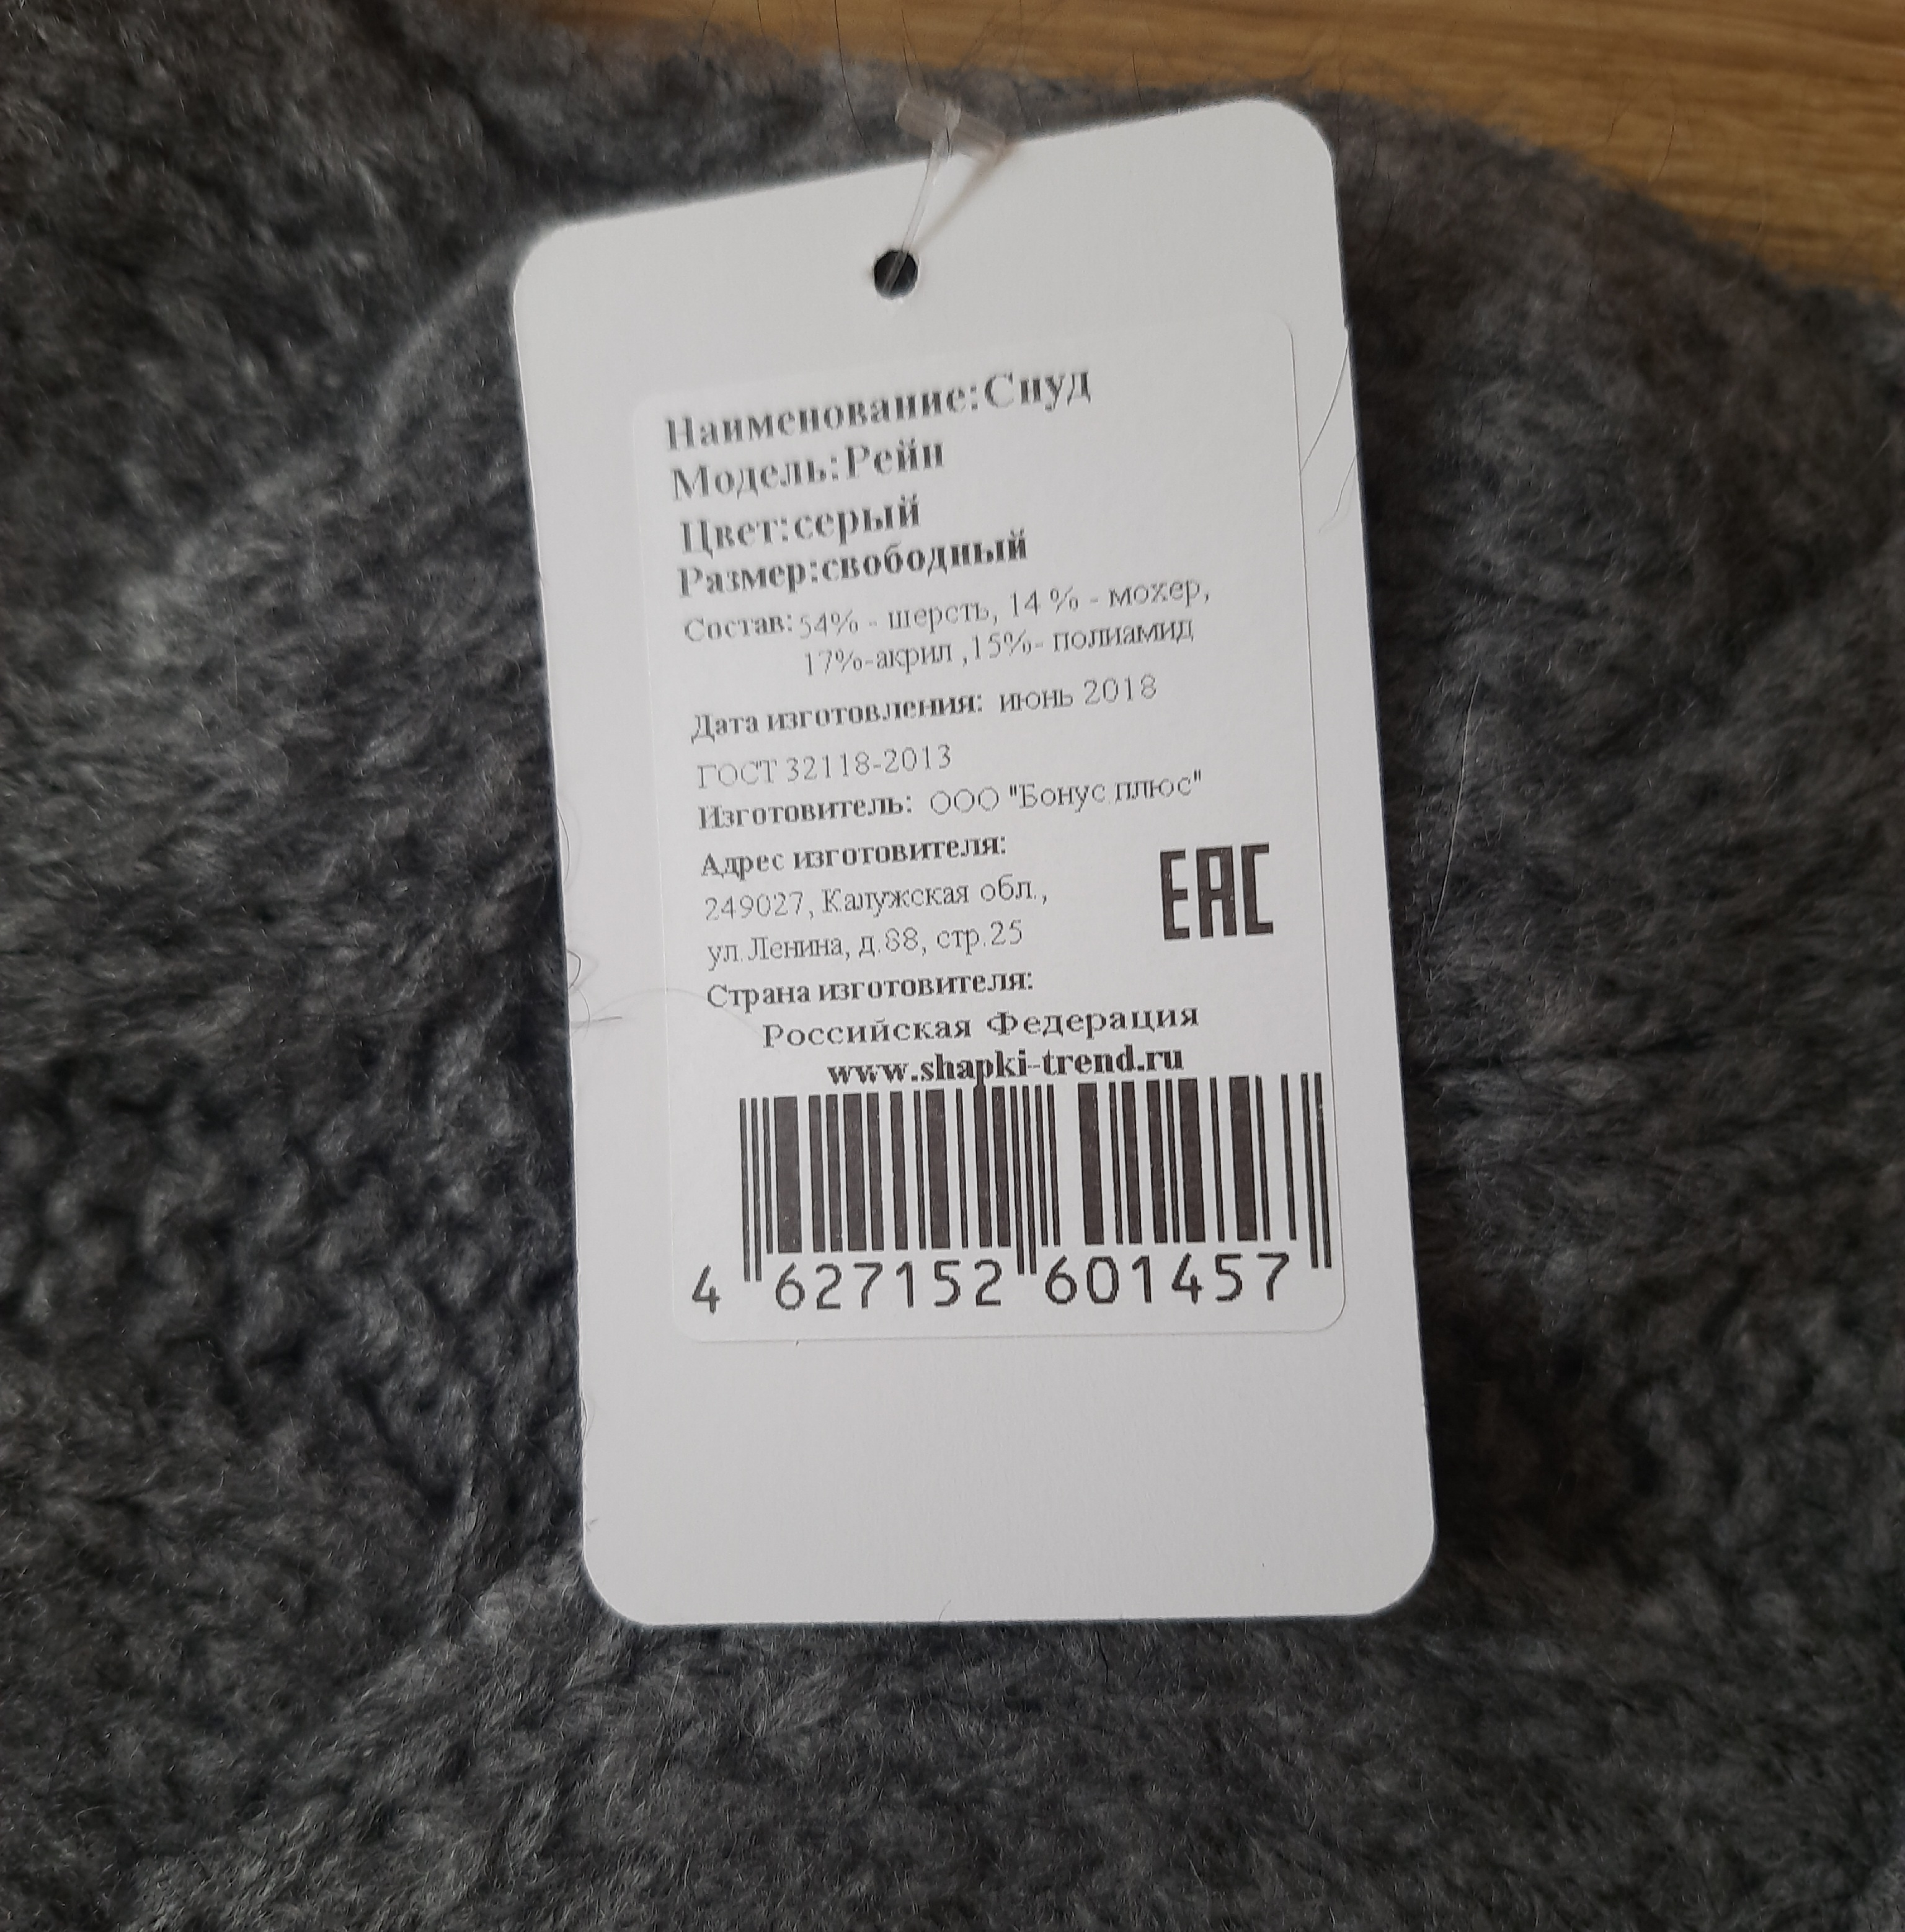 Наименование:Снуд
Модель:Рейн
Цвет:серый
Размер:свободный
Состав: 54% - шерсть, 14 % - мохер,
17%-акрил ,15%- полиамид
Дата изготовления: июнь 2018
ГОСТ 32118-2013
Изготовитель: ООО "Бонус плюс"
Адрес изготовителя:
249027, Калужская обл.,
ул.Ленина, д.88, стр.25
EAC
Страна изготовителя:
Российская Федерация
www.shapki-trend.ru
4 627152 601457